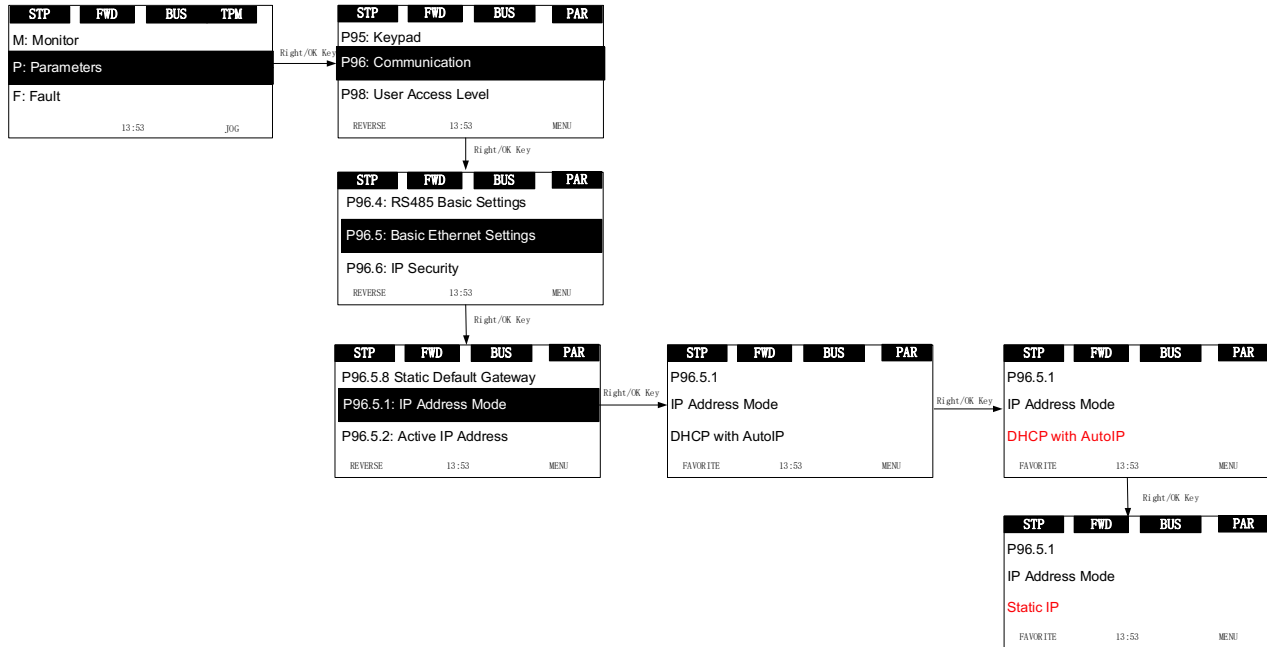 STP FWD BUS TPM
M: Monitor
P: Parameters
F: Fault
13:53 JOG
Right/OK Key
STP FWD BUS PAR
P95: Keypad
P96: Communication
P98: User Access Level
REVERSE 13:53 MENU
Right/OK Key
STP FWD BUS PAR
P96.4: RS485 Basic Settings
P96.5: Basic Ethernet Settings
P96.6: IP Security
REVERSE 13:53 MENU
Right/OK Key
STP FWD BUS PAR
P96.5.8 Static Default Gateway
P96.5.1: IP Address Mode
P96.5.2: Active IP Address
REVERSE 13:53 MENU
Right/OK Key
STP FWD BUS PAR
P96.5.1
IP Address Mode
DHCP with AutoIP
FAVORITE 13:53 MENU
Right/OK Key
STP FWD BUS PAR
P96.5.1
IP Address Mode
DHCP with AutoIP
FAVORITE 13:53 MENU
Right/OK Key
STP FWD BUS PAR
P96.5.1
IP Address Mode
Static IP
FAVORITE 13:53 MENU